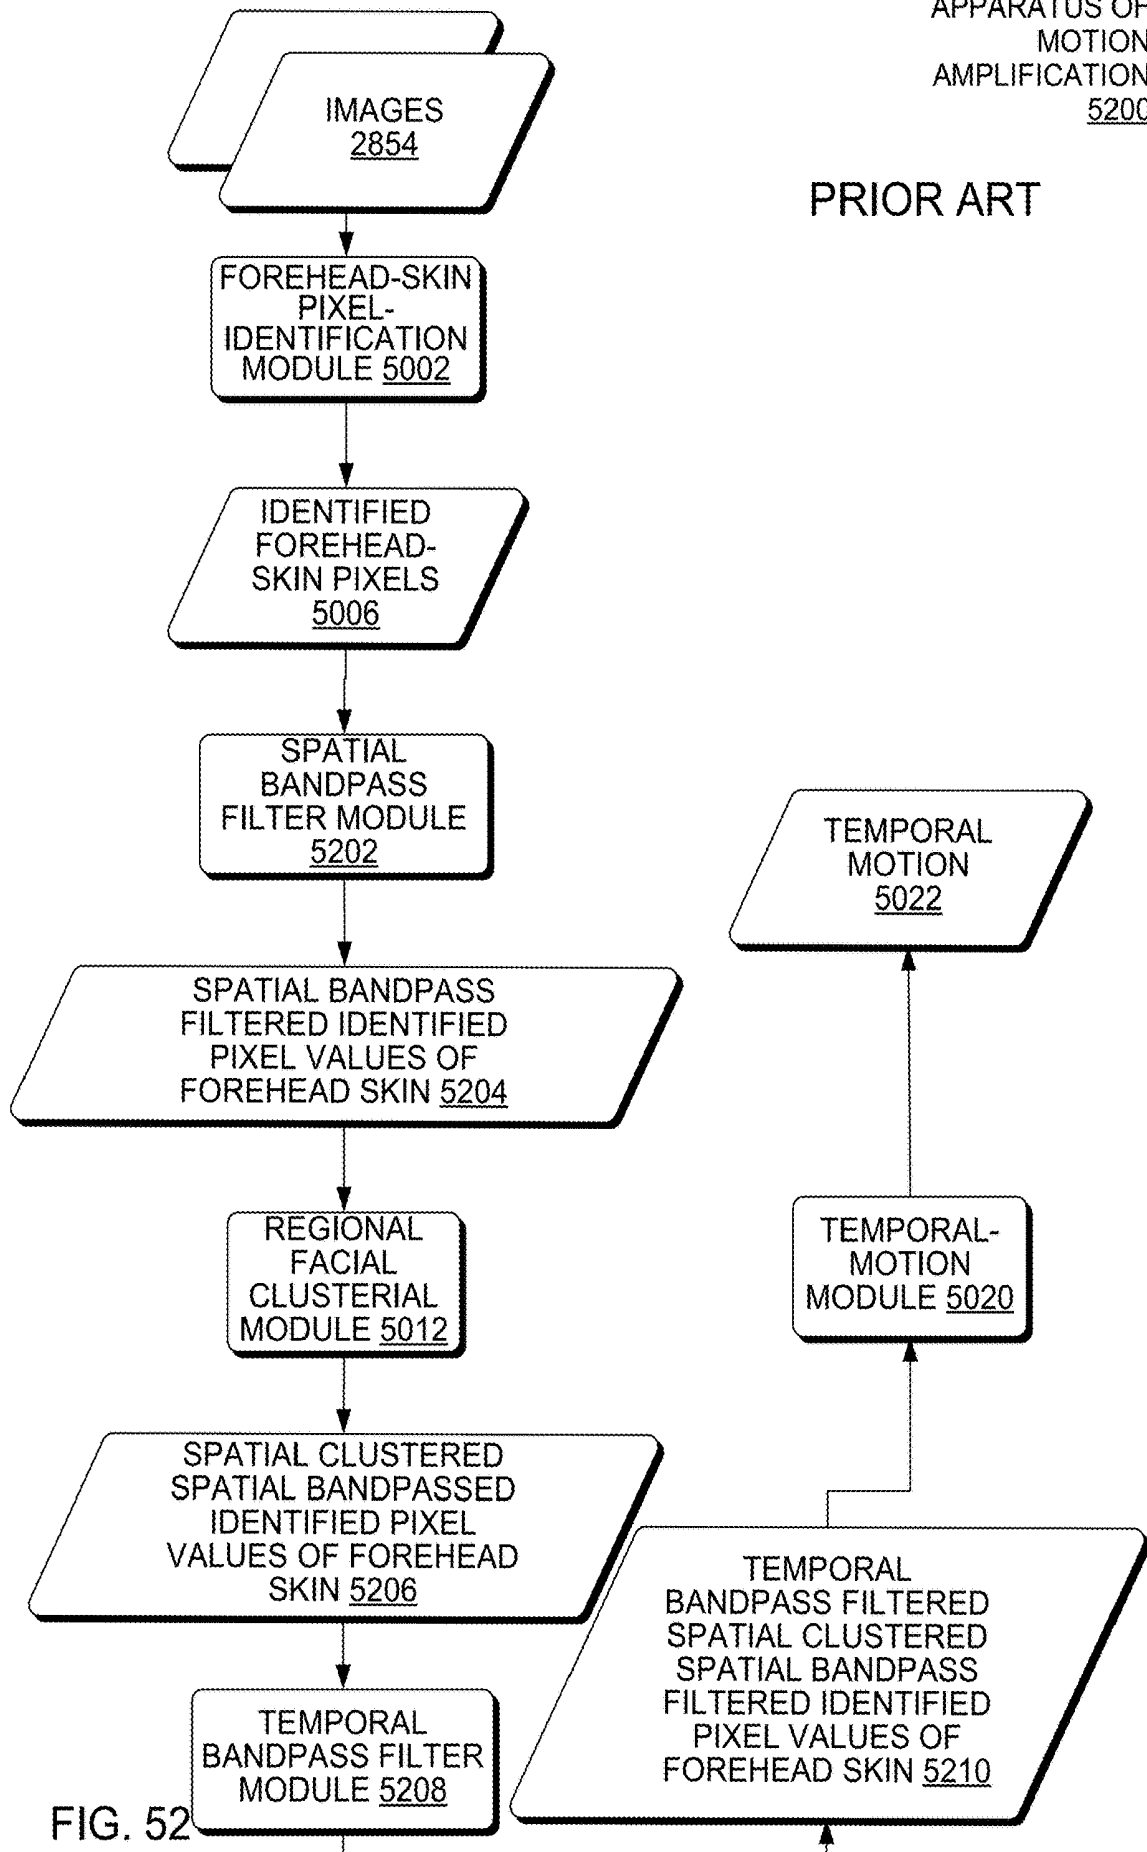 APPARATUS OF
MOTION
AMPLIFICATION
5200
PRIOR ART
IMAGES
2854
FOREHEAD-SKIN
PIXEL-
IDENTIFICATION
MODULE 5002
IDENTIFIED
FOREHEAD-
SKIN PIXELS
5006
SPATIAL
BANDPASS
FILTER MODULE
5202
SPATIAL BANDPASS
FILTERED IDENTIFIED
PIXEL VALUES OF
FOREHEAD SKIN 5204
REGIONAL
FACIAL
CLUSTERIAL
MODULE 5012
SPATIAL CLUSTERED
SPATIAL BANDPASSED
IDENTIFIED PIXEL
VALUES OF FOREHEAD
SKIN 5206
TEMPORAL
BANDPASS FILTER
MODULE 5208
TEMPORAL
BANDPASS FILTERED
SPATIAL CLUSTERED
SPATIAL BANDPASS
FILTERED IDENTIFIED
PIXEL VALUES OF
FOREHEAD SKIN 5210
TEMPORAL-
MOTION
MODULE 5020
TEMPORAL
MOTION
5022
FIG. 52